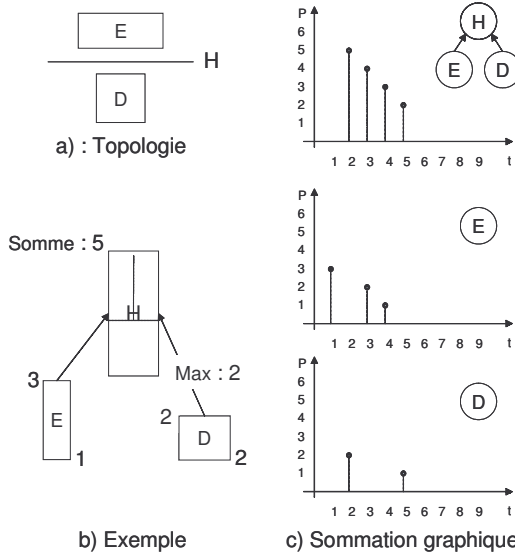 E
H
D
a) : Topologie
Somme : 5
H
3
E
1
Max : 2
2
D
2
b) Exemple
P
6
5
4
3
2
1
1 2 3 4 5 6 7 8 9 t
H
E D
P
6
5
4
3
2
1
1 2 3 4 5 6 7 8 9 t
E
P
6
5
4
3
2
1
1 2 3 4 5 6 7 8 9 t
D
c) Sommation graphique